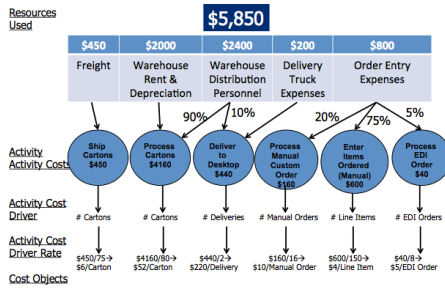 Resources
Used
$5,850
$450 $2000 $2400 $200 $800
Freight
Warehouse
Rent &
Depreciation
Warehouse
Distribution
Personnel
Delivery
Truck
Expenses
Order Entry
Expenses
90% 10% 20% 75% 5%
Activity
Activity Costs
Ship
Cartons
$450
Process
Cartons
$4160
Deliver
to
Desktop
$440
Process
Manual
Custom
Order
$160
Enter
Items
Ordered
(Manual)
$600
Process
EDI
Order
$40
Activity Cost
Driver
# Cartons # Cartons # Deliveries # Manual Orders # Line Items # EDI Orders
Activity Cost
Driver Rate
$450/75→
$6/Carton
$4160/80→
$52/Carton
$440/2→
$220/Delivery
$160/16→
$10/Manual Order
$600/150→
$4/Line Item
$40/8→
$5/EDI Order
Cost Objects